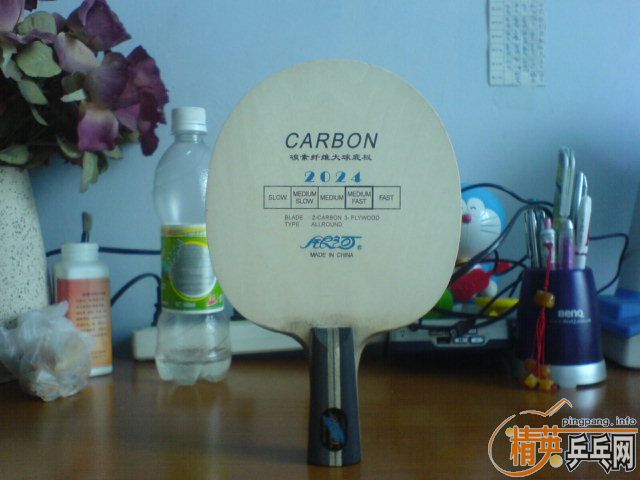 CARBON
碳素纤维大球底板
2024
SLOW MEDIUM SLOW MEDIUM MEDIUM FAST FAST
BLADE 2-CARBON 3-PLYWOOD
TYPE ALLROUND
MADE IN CHINA
BENQ
pingpang.info
精英乒乓网